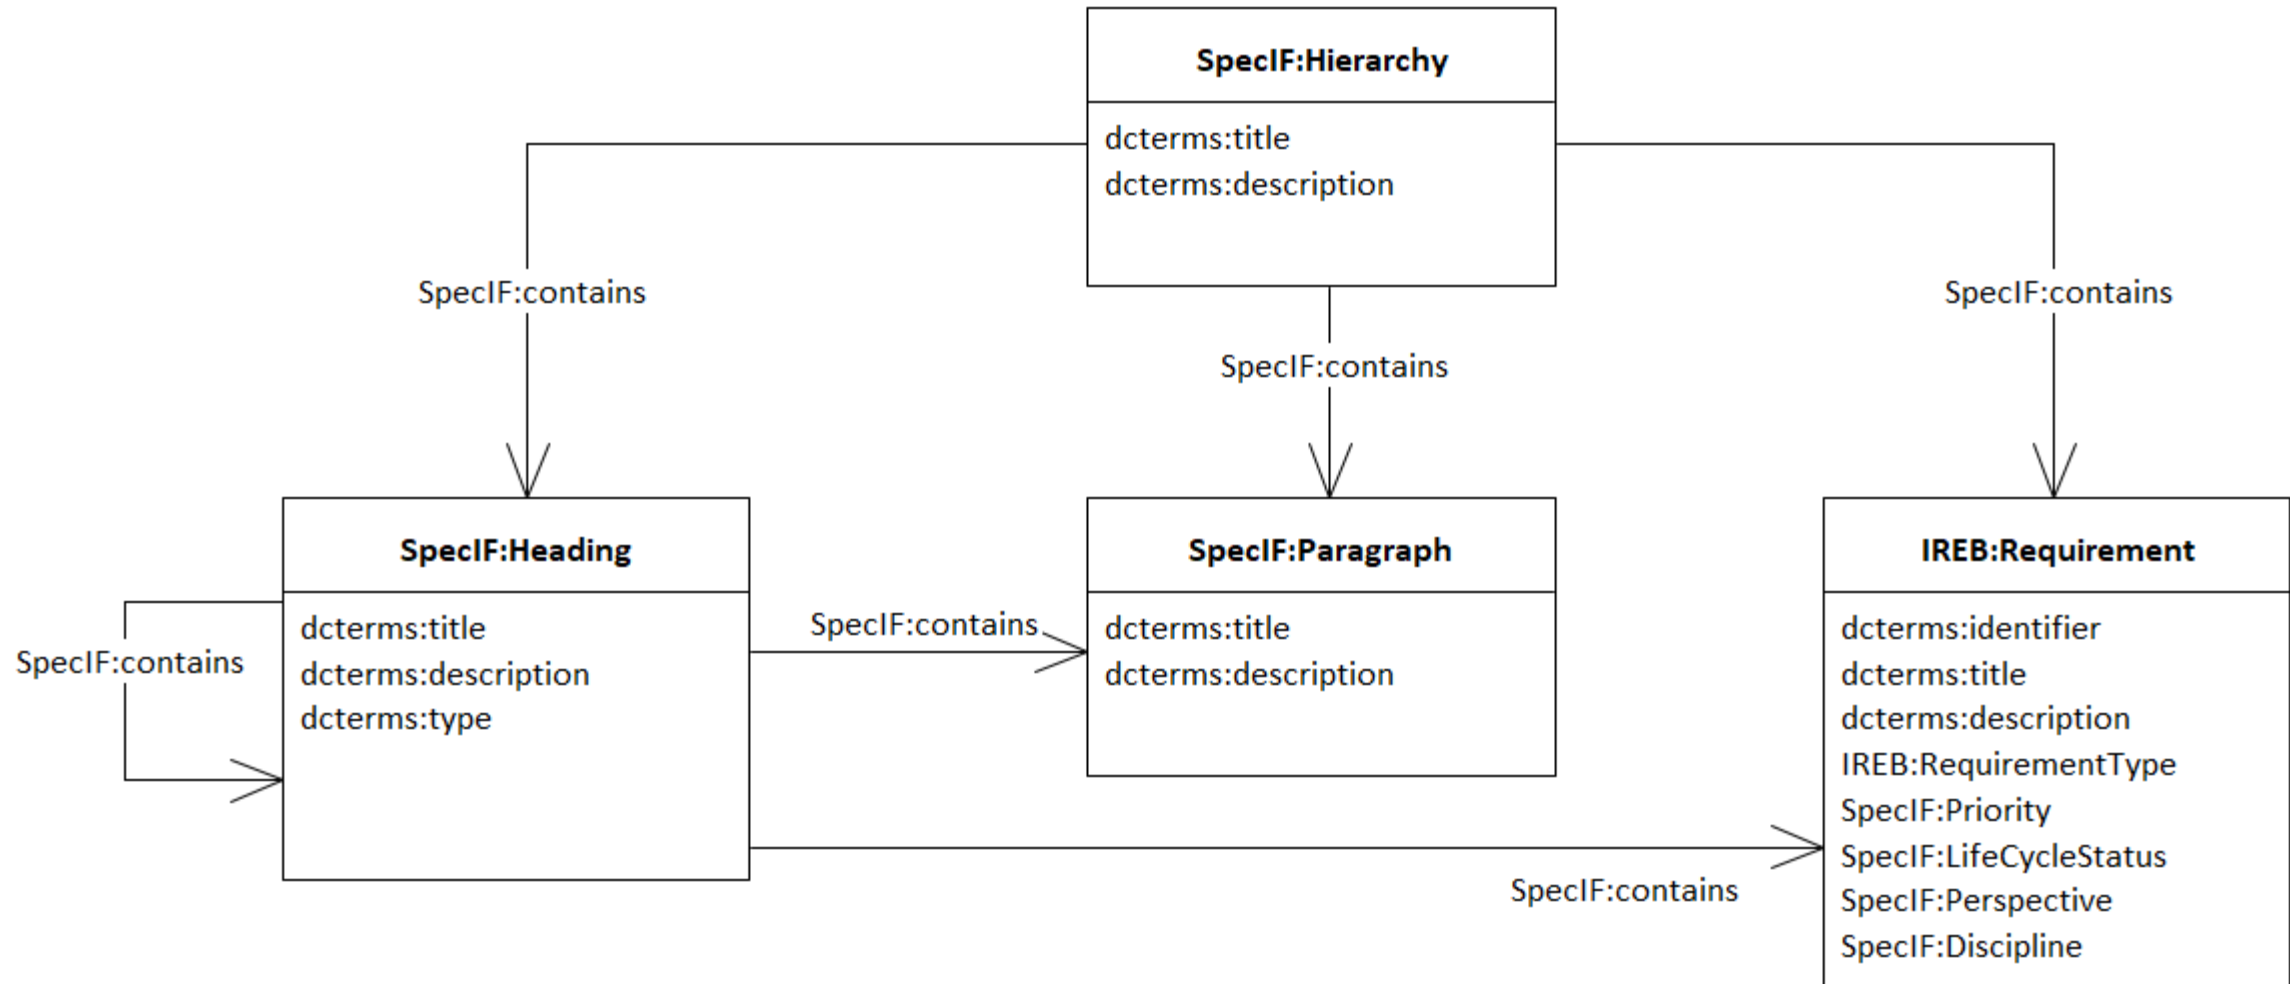 SpecIF:Hierarchy
dcterms:title
dcterms:description
SpecIF:contains
SpecIF:contains
SpecIF:contains
SpecIF:Heading
dcterms:title
dcterms:description
dcterms:type
SpecIF:contains
SpecIF:contains
SpecIF:Paragraph
dcterms:title
dcterms:description
SpecIF:contains
IREB:Requirement
dcterms:identifier
dcterms:title
dcterms:description
IREB:RequirementType
SpecIF:Priority
SpecIF:LifeCycleStatus
SpecIF:Perspective
SpecIF:Discipline